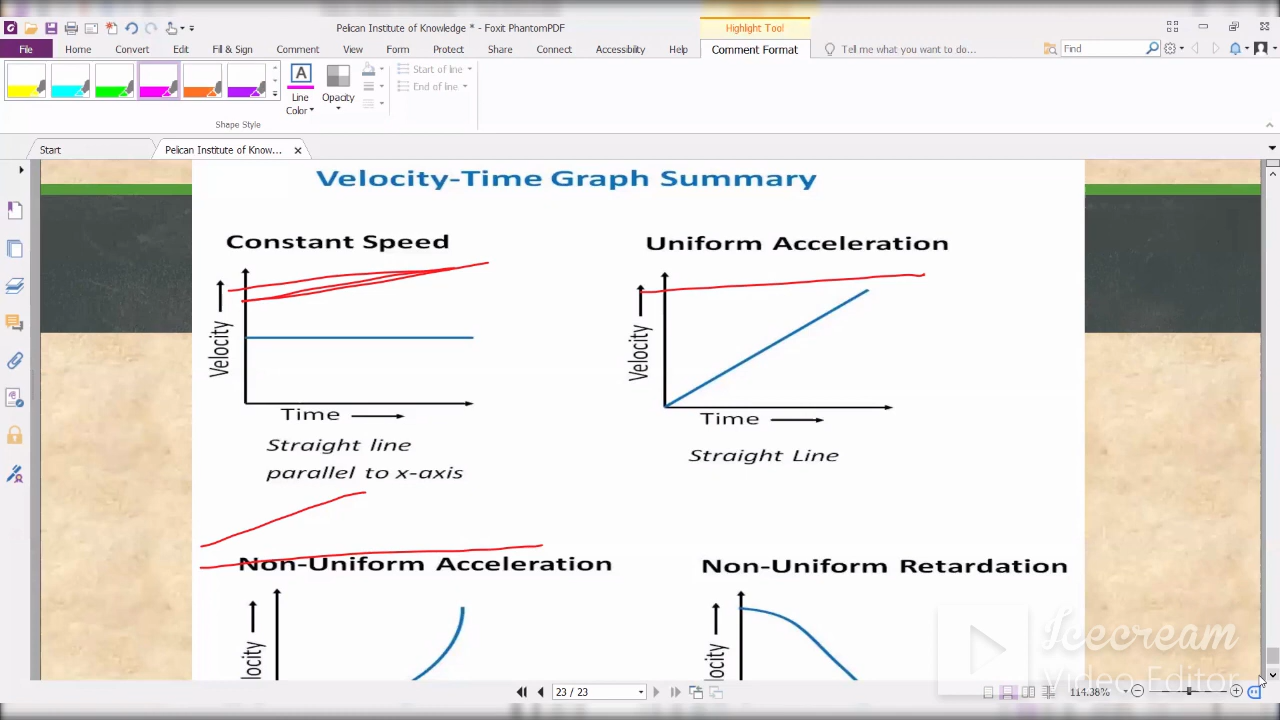 Pelican Institute of Knowledge * - Foxit PhantomPDF
Highlight Tool
File Home Convert Edit Fill & Sign Comment View Form Protect Share Connect Accessibility Help Comment Format Tell me what you want to do... Find
Line Color
Opacity
Start of line
End of line
Shape Style
Start
Pelican Institute of Know...
Velocity-Time Graph Summary
Constant Speed
Uniform Acceleration
Velocity
Velocity
Time
Time
Straight line
parallel to x-axis
Straight Line
Non-Uniform Acceleration
Non-Uniform Retardation
locity
locity
Icecream
Video Editor
23 / 23
114.38%